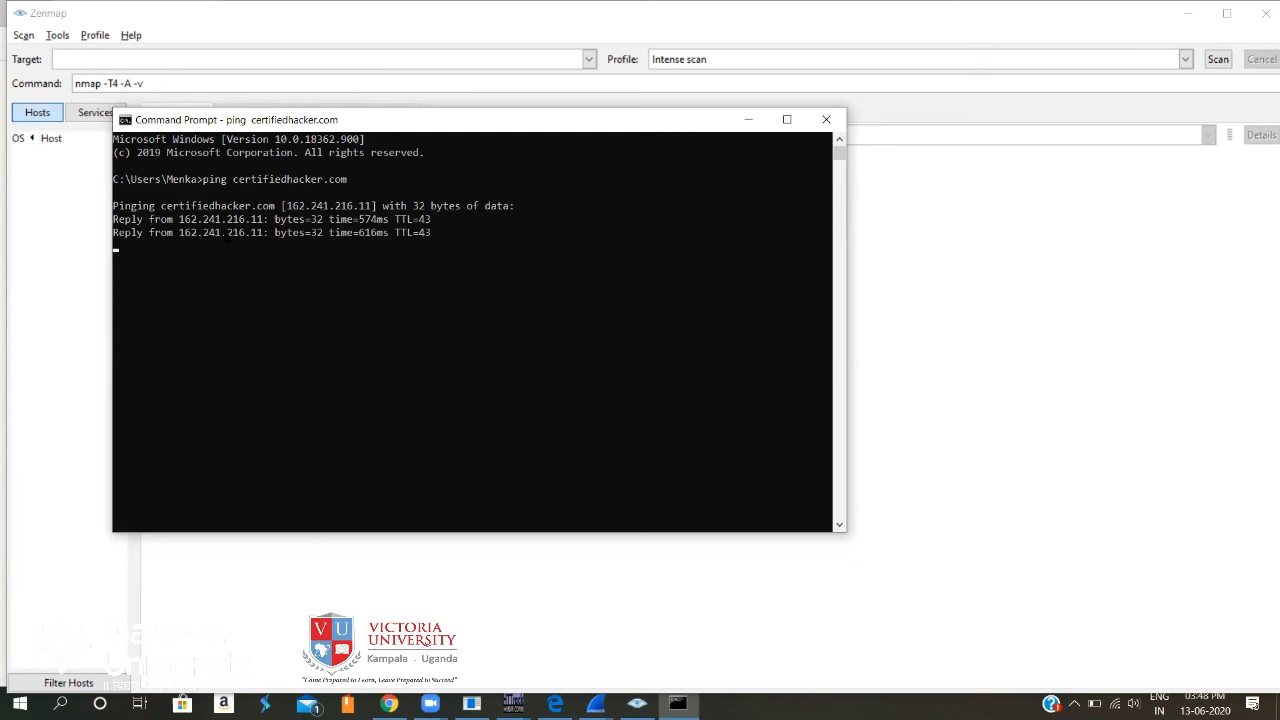 Zenmap
Scan Tools Profile Help
Target: Profile: Intense scan Scan Cancel
Command: nmap -T4 -A -v
Hosts Services
OS Host Details
Command Prompt - ping certifiedhacker.com
Microsoft Windows [Version 10.0.18362.900]
(c) 2019 Microsoft Corporation. All rights reserved.
C:\Users\Menka>ping certifiedhacker.com
Pinging certifiedhacker.com [162.241.216.11] with 32 bytes of data:
Reply from 162.241.216.11: bytes=32 time=574ms TTL=43
Reply from 162.241.216.11: bytes=32 time=616ms TTL=43
V U
VICTORIA
UNIVERSITY
Kampala - Uganda
"Come Prepared to Learn, Leave Prepared to Succeed"
Filter Hosts
ENG
IN
03:48 PM
13-06-2020